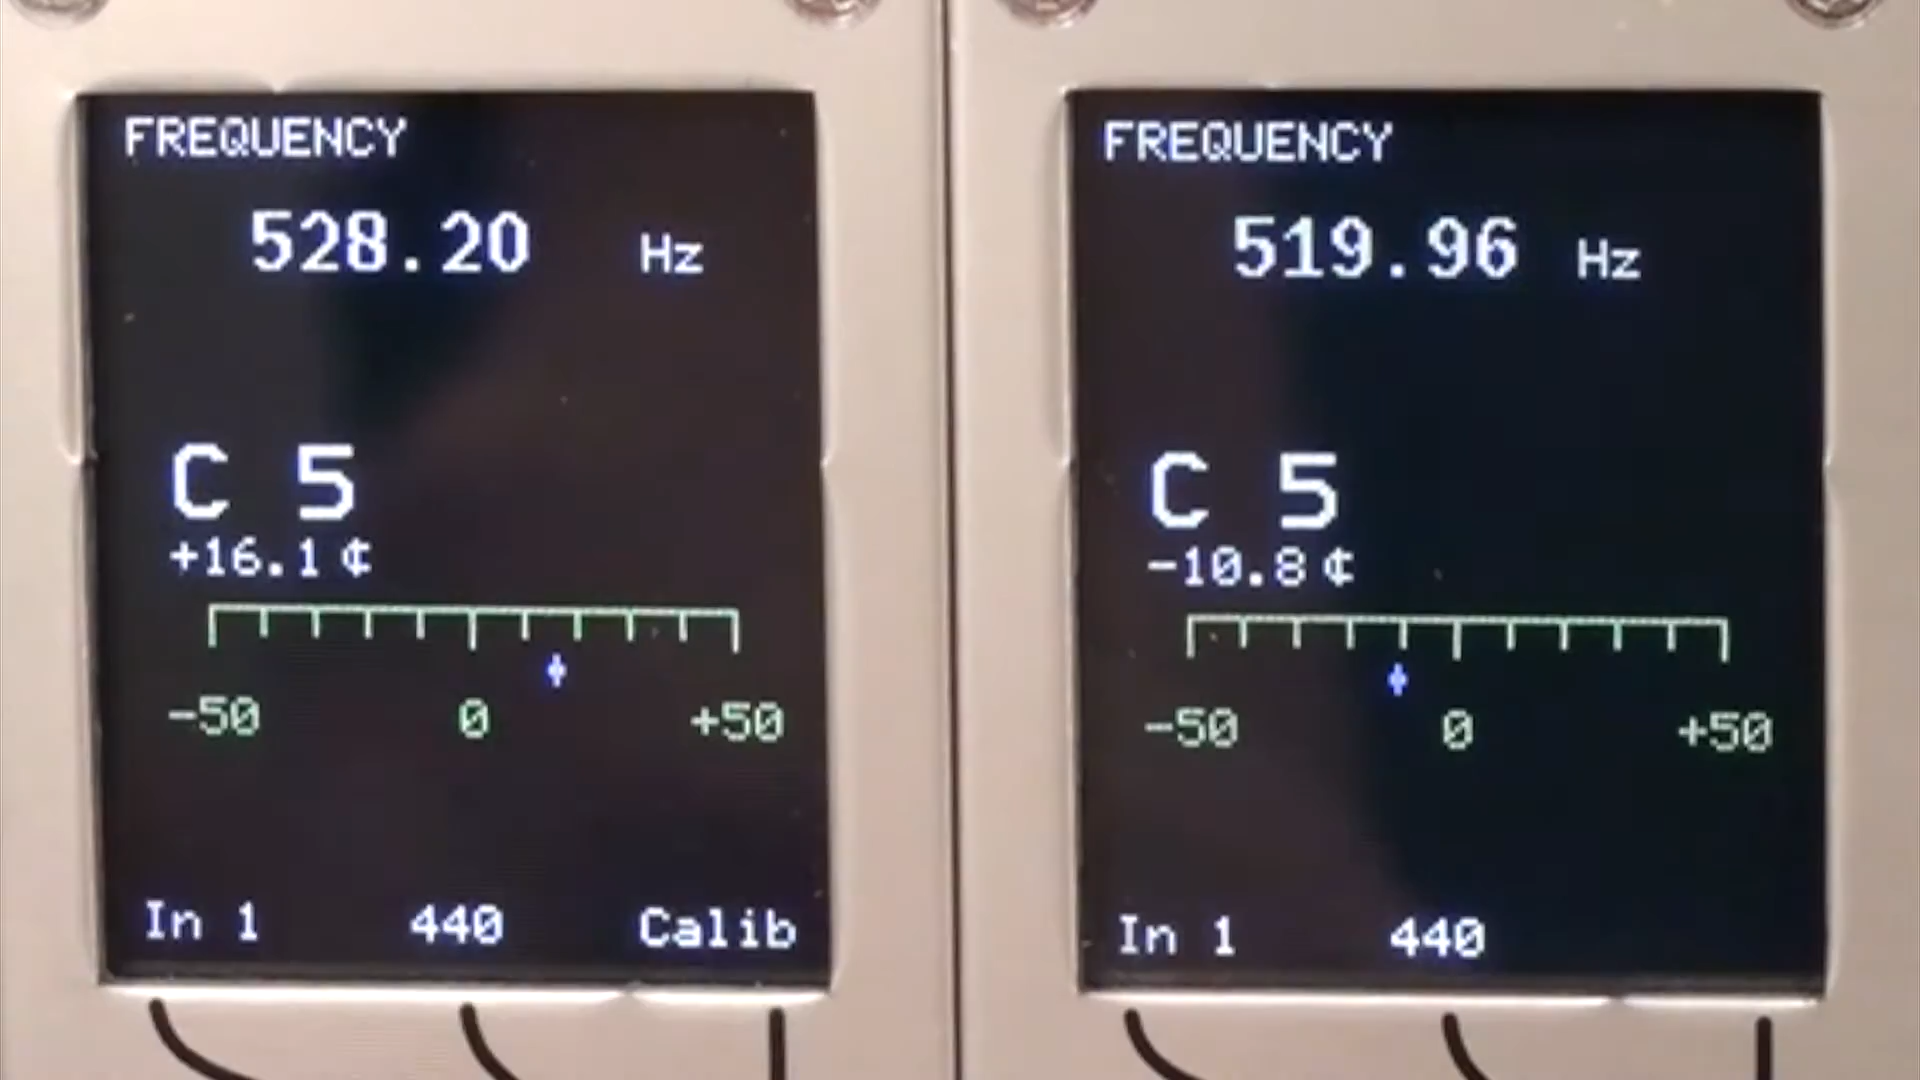 FREQUENCY
528.20 Hz
C 5
+16.1 ¢
-50 0 +50
In 1 440 Calib
FREQUENCY
519.96 Hz
C 5
-10.8 ¢
-50 0 +50
In 1 440